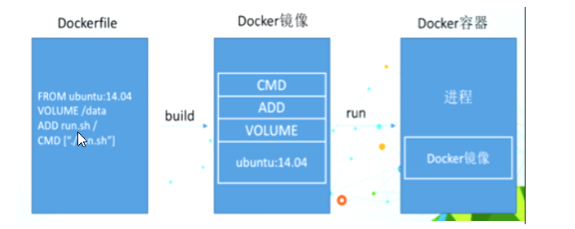 Dockerfile
FROM ubuntu:14.04
VOLUME /data
ADD run.sh /
CMD ["./run.sh"]
build
Docker镜像
CMD
ADD
VOLUME
ubuntu:14.04
run
Docker容器
进程
Docker镜像